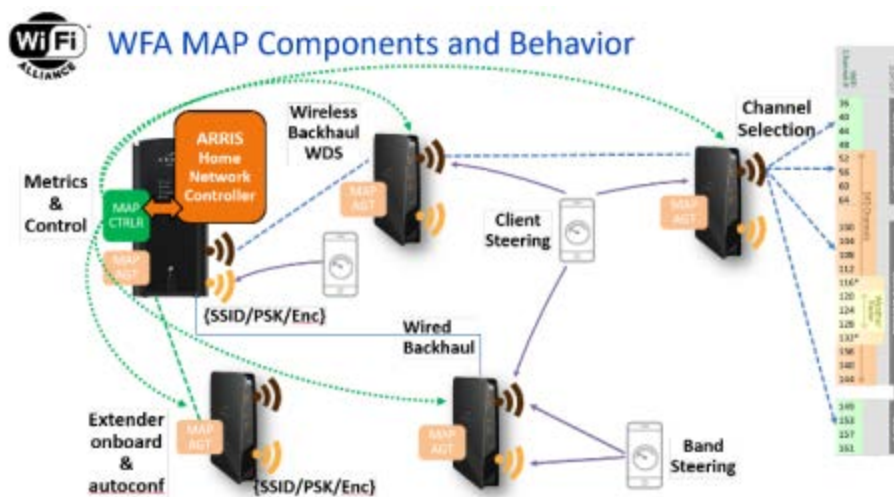 WiFi
ALLIANCE
WFA MAP Components and Behavior
Wireless
Backhaul
WDS
Channel
Selection
ARRIS
Home
Network
Controller
Metrics
&
Control
MAP
CTRLR
MAP
AGT
MAP
AGT
MAP
AGT
Client
Steering
{SSID/PSK/Enc}
Wired
Backhaul
Extender
onboard
&
autoconf
MAP
AGT
{SSID/PSK/Enc}
MAP
AGT
Band
Steering
36
40
44
48
52
56
60
64
100
104
108
112
116*
120
124
128
132*
136
140
144
149
153
157
161